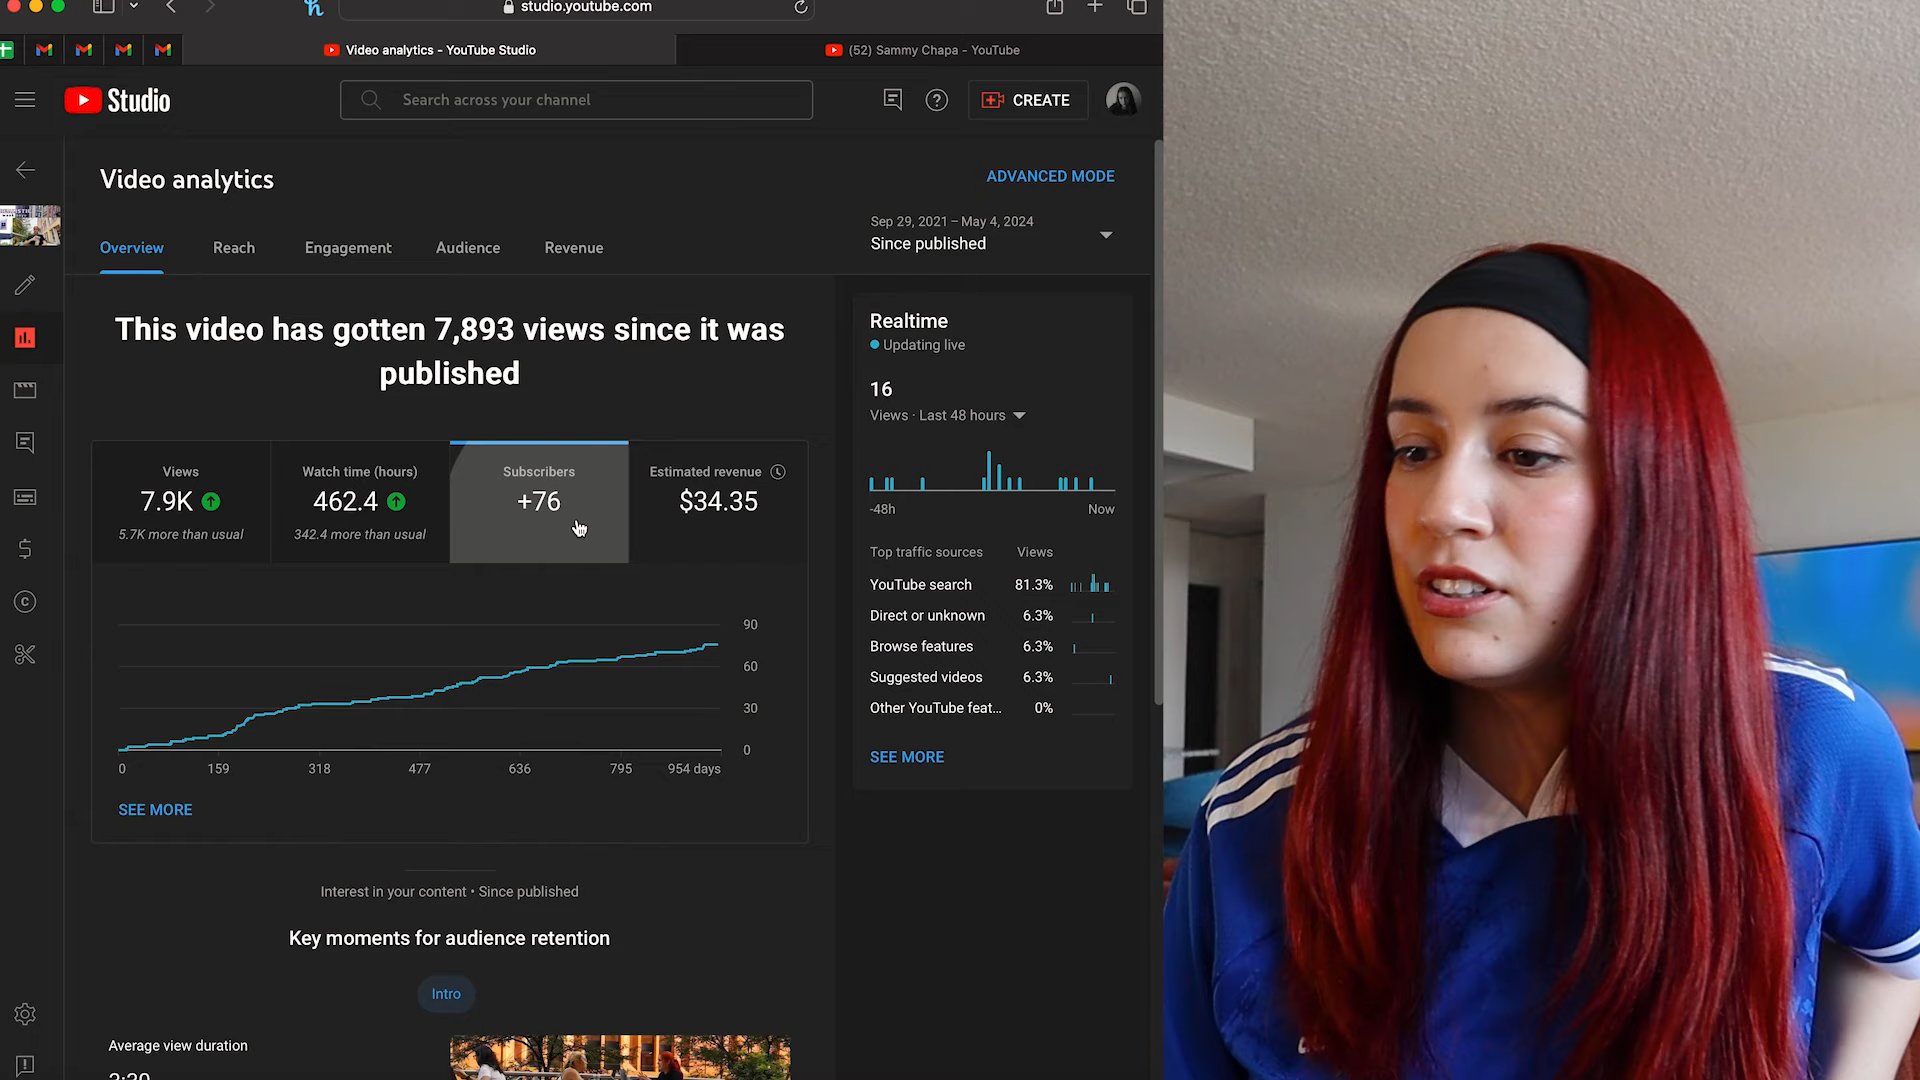 studio.youtube.com
Video analytics - YouTube Studio
(52) Sammy Chapa - YouTube
Studio
Search across your channel
CREATE
Video analytics
ADVANCED MODE
Sep 29, 2021 – May 4, 2024
Since published
Overview
Reach
Engagement
Audience
Revenue
This video has gotten 7,893 views since it was
published
Views
7.9K
5.7K more than usual
Watch time (hours)
462.4
342.4 more than usual
Subscribers
+76
Estimated revenue
$34.35
90
60
30
0
0
159
318
477
636
795
954 days
SEE MORE
Interest in your content • Since published
Key moments for audience retention
Intro
Average view duration
Realtime
Updating live
16
Views · Last 48 hours
-48h
Now
Top traffic sources
Views
YouTube search
81.3%
Direct or unknown
6.3%
Browse features
6.3%
Suggested videos
6.3%
Other YouTube feat...
0%
SEE MORE